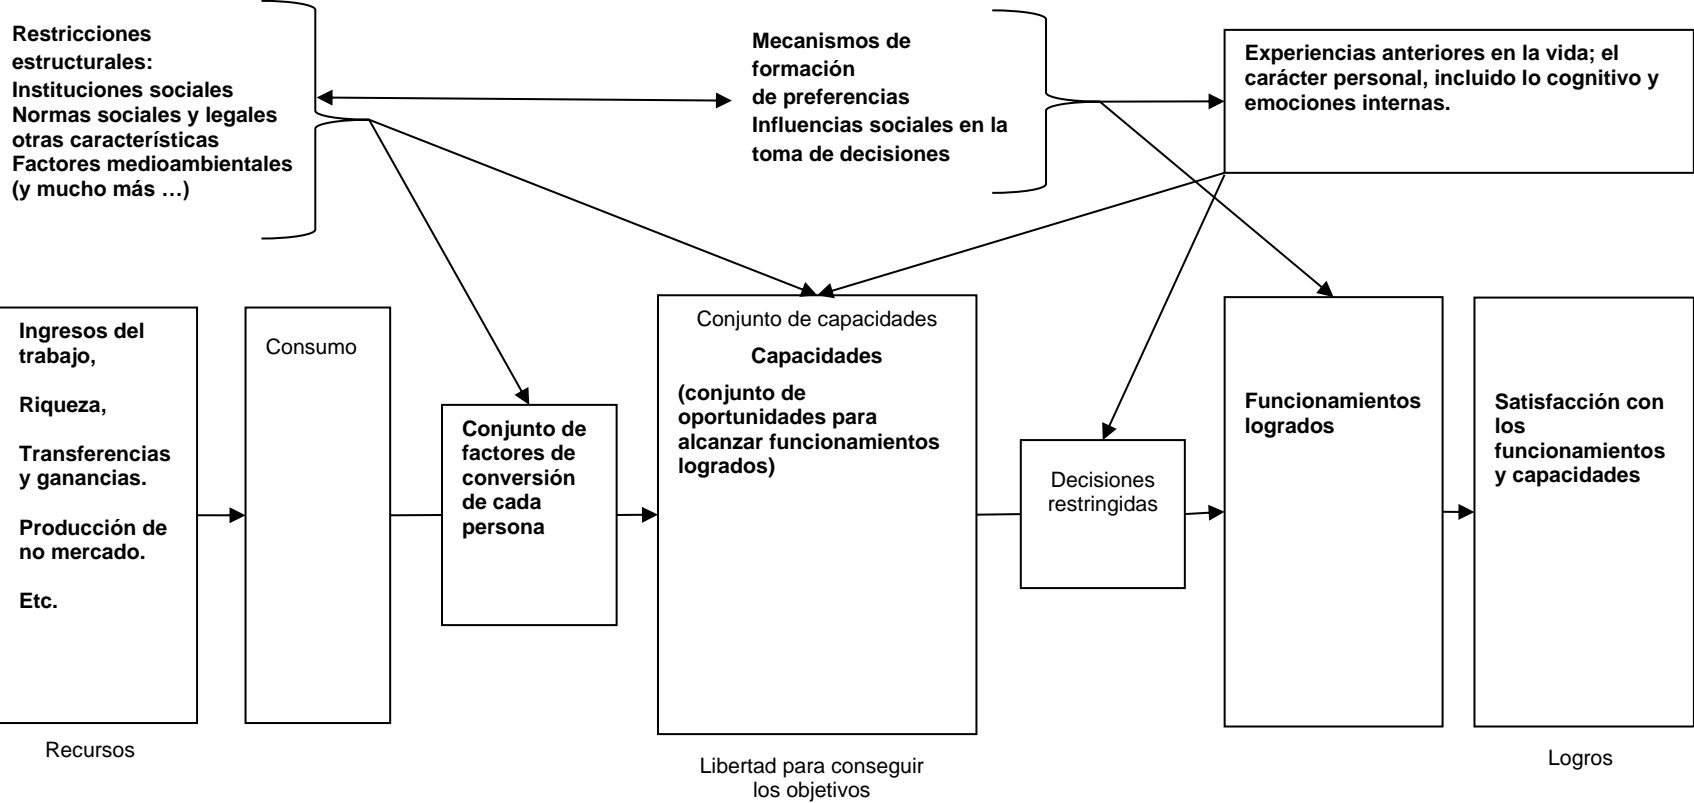 Restricciones
estructurales:
Instituciones sociales
Normas sociales y legales
otras características
Factores medioambientales
(y mucho más …)
Mecanismos de
formación
de preferencias
Influencias sociales en la
toma de decisiones
Experiencias anteriores en la vida; el
carácter personal, incluido lo cognitivo y
emociones internas.
Ingresos del
trabajo,
Riqueza,
Transferencias
y ganancias.
Producción de
no mercado.
Etc.
Consumo
Conjunto de
factores de
conversión
de cada
persona
Conjunto de capacidades
Capacidades
(conjunto de
oportunidades para
alcanzar funcionamientos
logrados)
Decisiones
restringidas
Funcionamientos
logrados
Satisfacción con
los
funcionamientos
y capacidades
Recursos
Libertad para conseguir
los objetivos
Logros